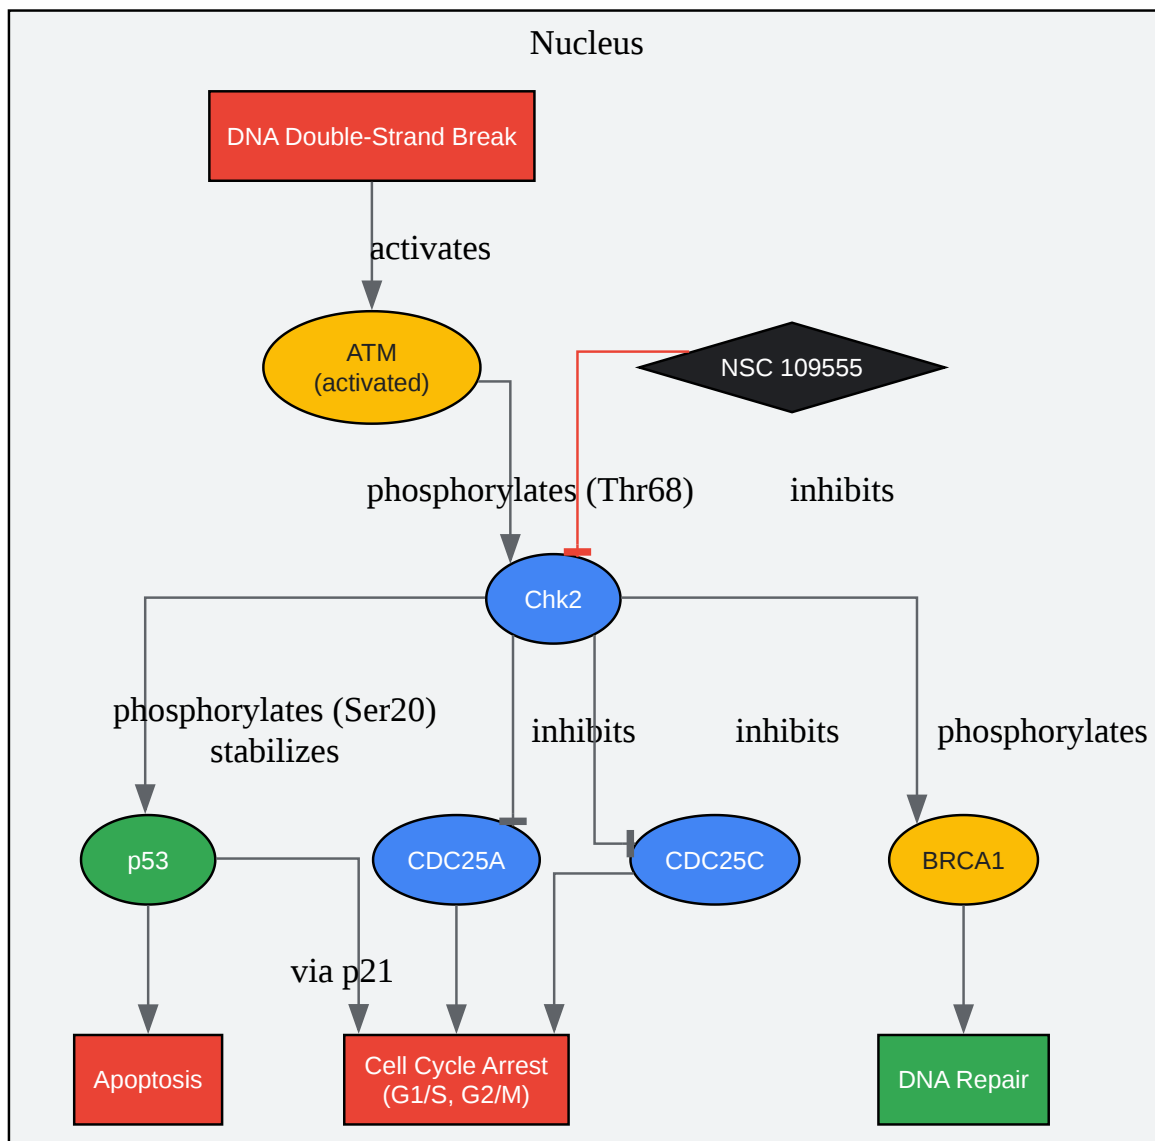 Nucleus
DNA Double-Strand Break
activates
ATM
(activated)
NSC 109555
phosphorylates (Thr68)
inhibits
Chk2
phosphorylates (Ser20)
stabilizes
inhibits
inhibits
phosphorylates
p53
CDC25A
CDC25C
BRCA1
via p21
Apoptosis
Cell Cycle Arrest
(G1/S, G2/M)
DNA Repair